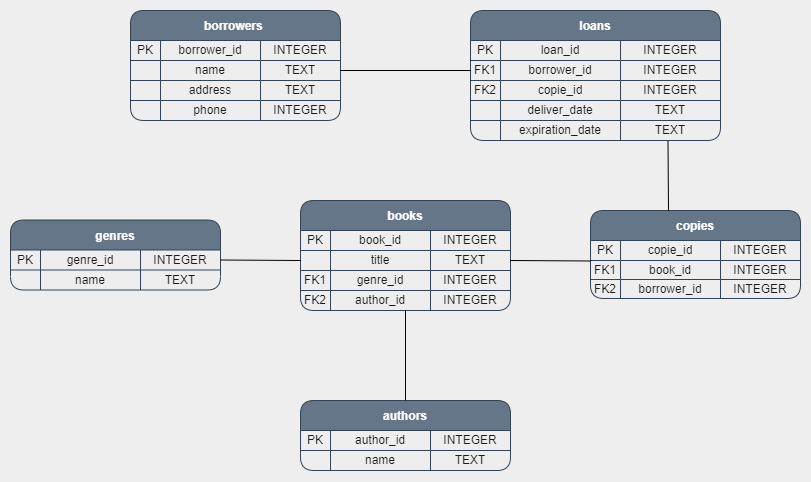 borrowers
PK borrower_id INTEGER
name TEXT
address TEXT
phone INTEGER
loans
PK loan_id INTEGER
FK1 borrower_id INTEGER
FK2 copie_id INTEGER
deliver_date TEXT
expiration_date TEXT
genres
PK genre_id INTEGER
name TEXT
books
PK book_id INTEGER
title TEXT
FK1 genre_id INTEGER
FK2 author_id INTEGER
copies
PK copie_id INTEGER
FK1 book_id INTEGER
FK2 borrower_id INTEGER
authors
PK author_id INTEGER
name TEXT